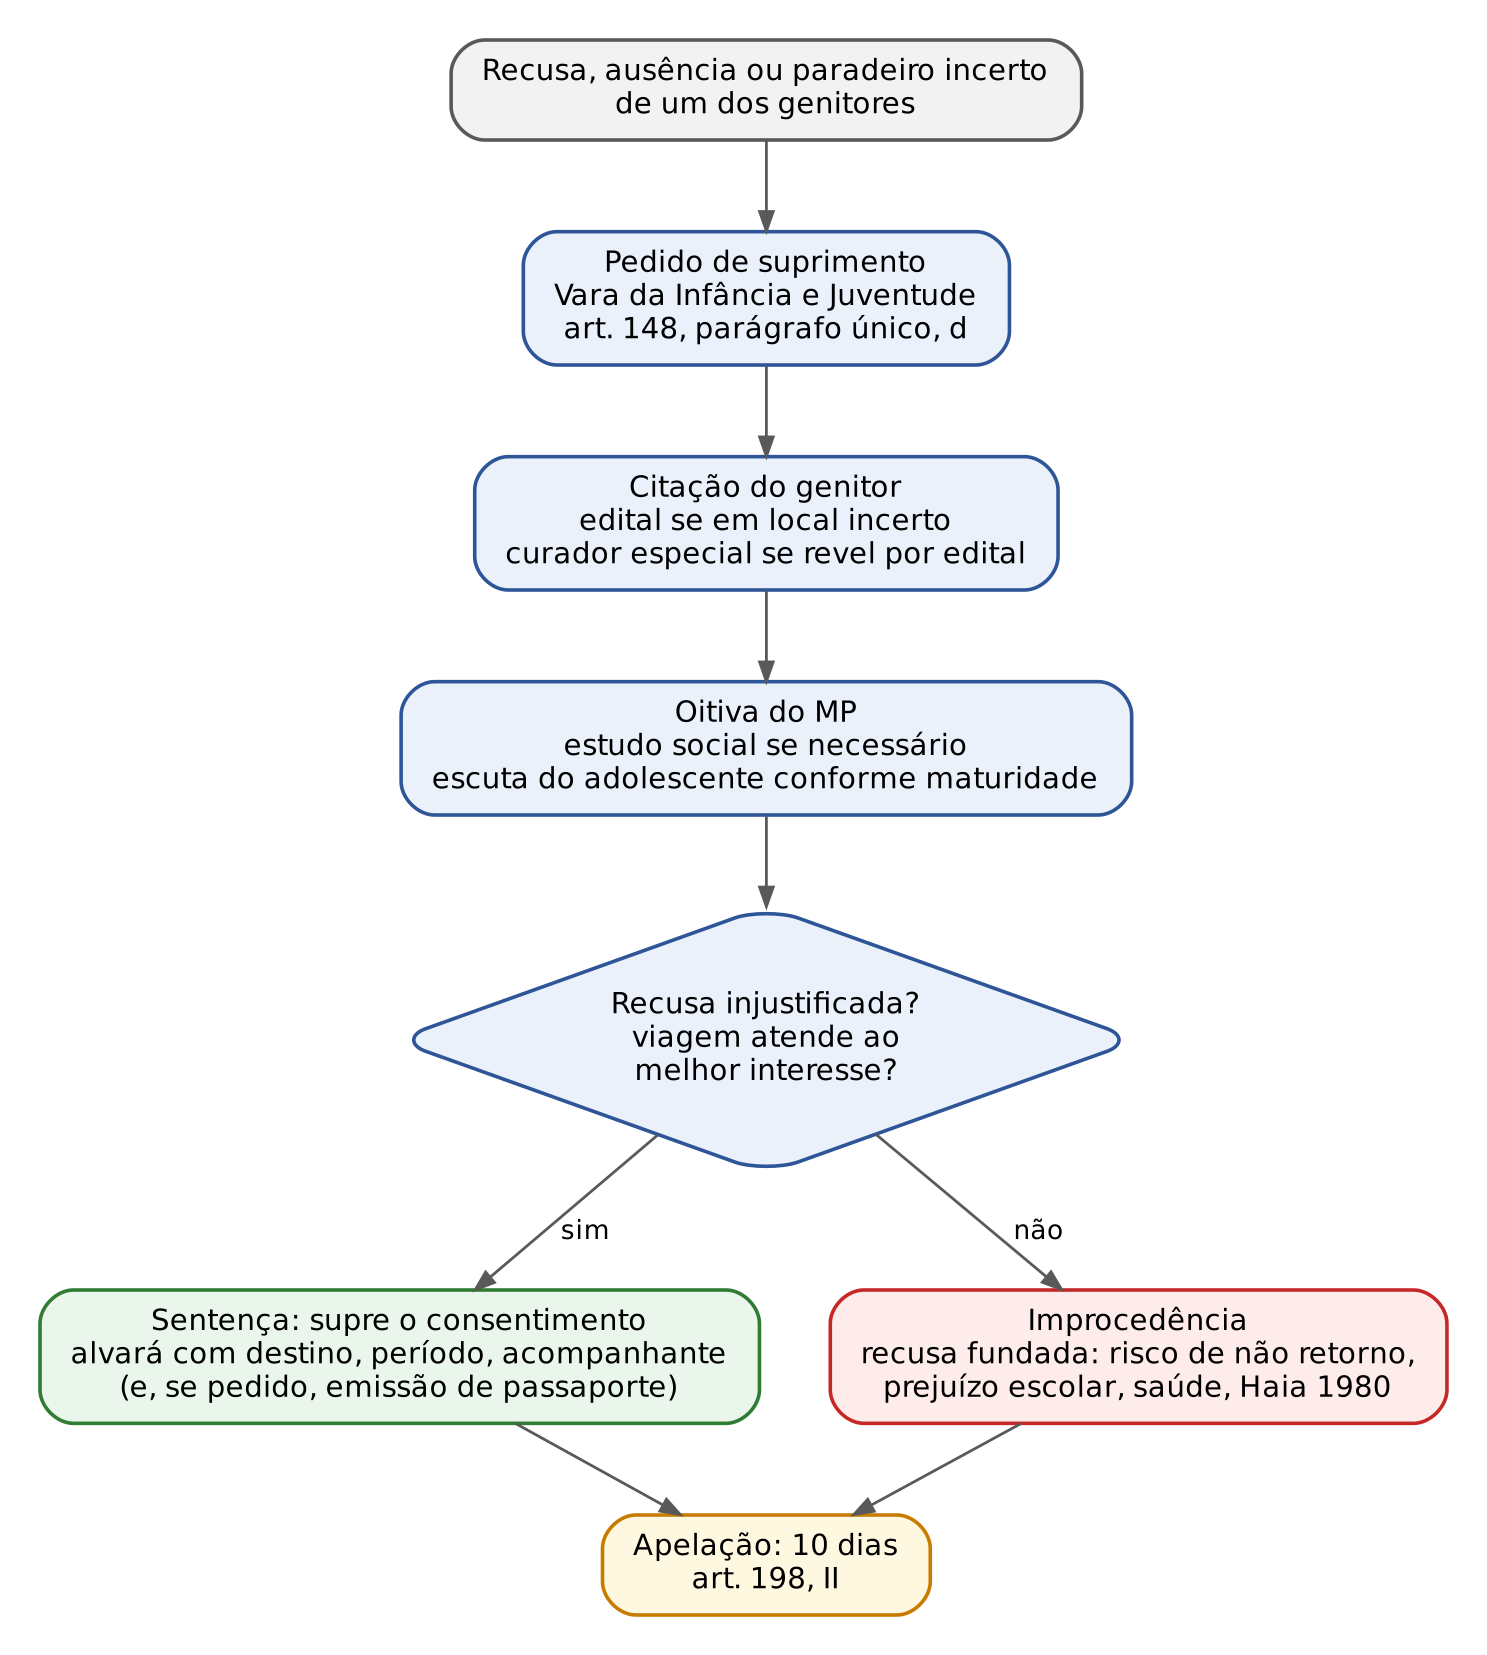 Recusa, ausência ou paradeiro incerto
de um dos genitores
Pedido de suprimento
Vara da Infância e Juventude
art. 148, parágrafo único, d
Citação do genitor
edital se em local incerto
curador especial se revel por edital
Oitiva do MP
estudo social se necessário
escuta do adolescente conforme maturidade
Recusa injustificada?
viagem atende ao
melhor interesse?
sim
não
Sentença: supre o consentimento
alvará com destino, período, acompanhante
(e, se pedido, emissão de passaporte)
Improcedência
recusa fundada: risco de não retorno,
prejuízo escolar, saúde, Haia 1980
Apelação: 10 dias
art. 198, II